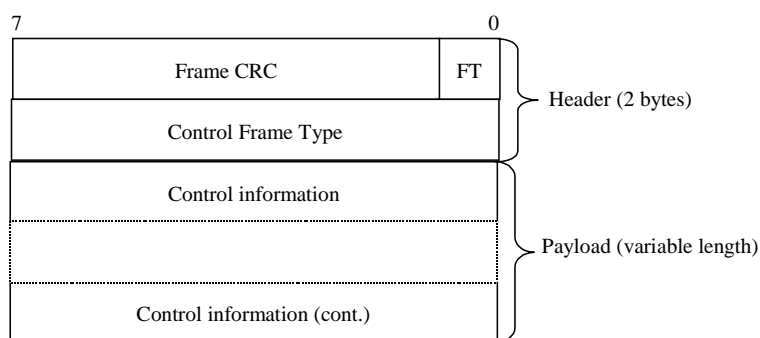 7 0
Frame CRC FT
Header (2 bytes)
Control Frame Type
Control information
Payload (variable length)
Control information (cont.)